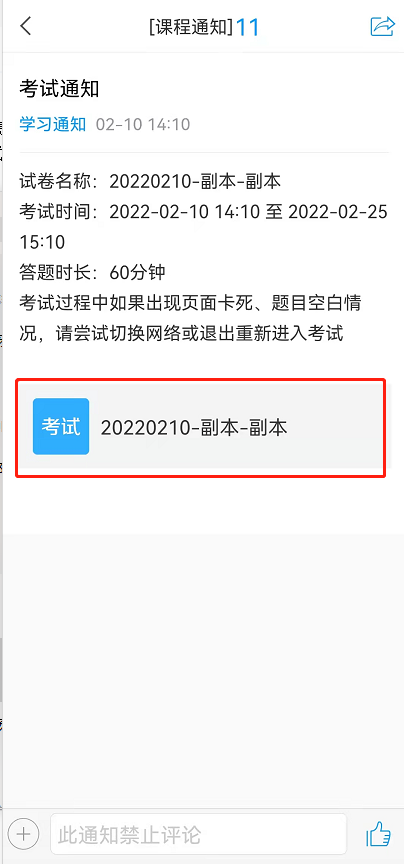 [课程通知]11
考试通知
学习通知 02-10 14:10
试卷名称：20220210-副本-副本
考试时间：2022-02-10 14:10 至 2022-02-25
15:10
答题时长：60分钟
考试过程中如果出现页面卡死、题目空白情
况，请尝试切换网络或退出重新进入考试
考试 20220210-副本-副本
此通知禁止评论